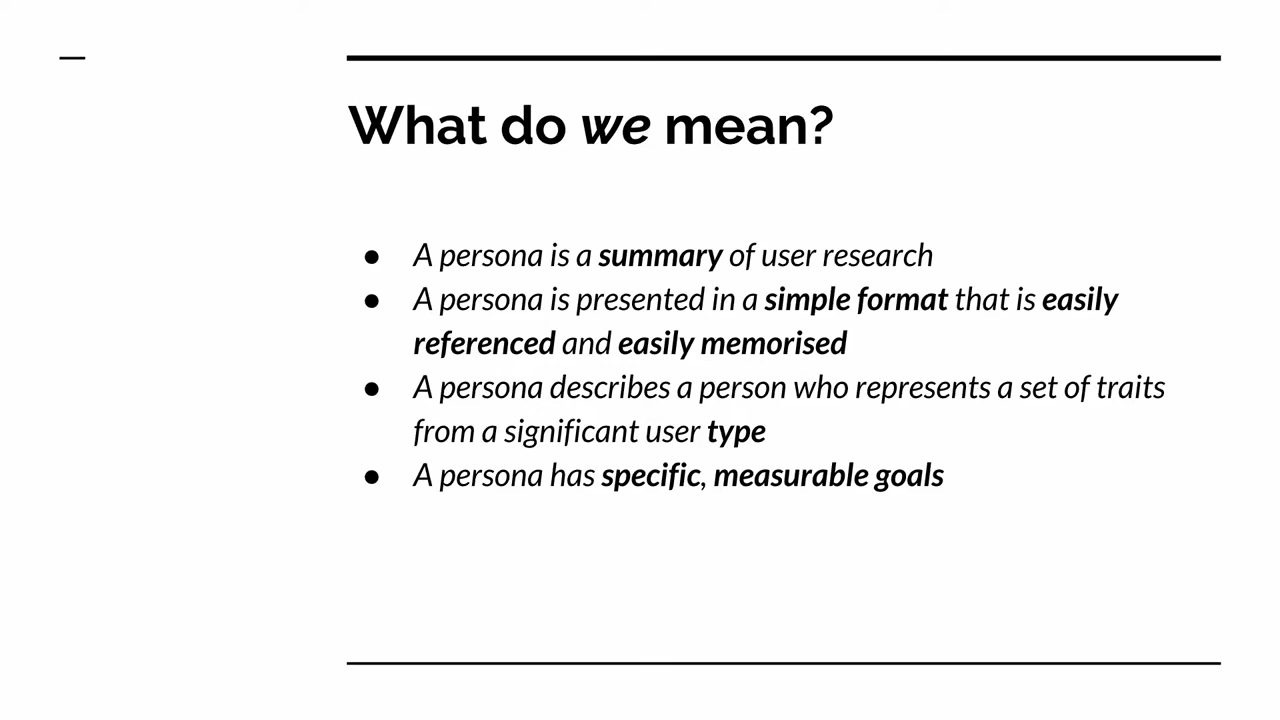 What do we mean?
● A persona is a summary of user research
● A persona is presented in a simple format that is easily
referenced and easily memorised
● A persona describes a person who represents a set of traits
from a significant user type
● A persona has specific, measurable goals